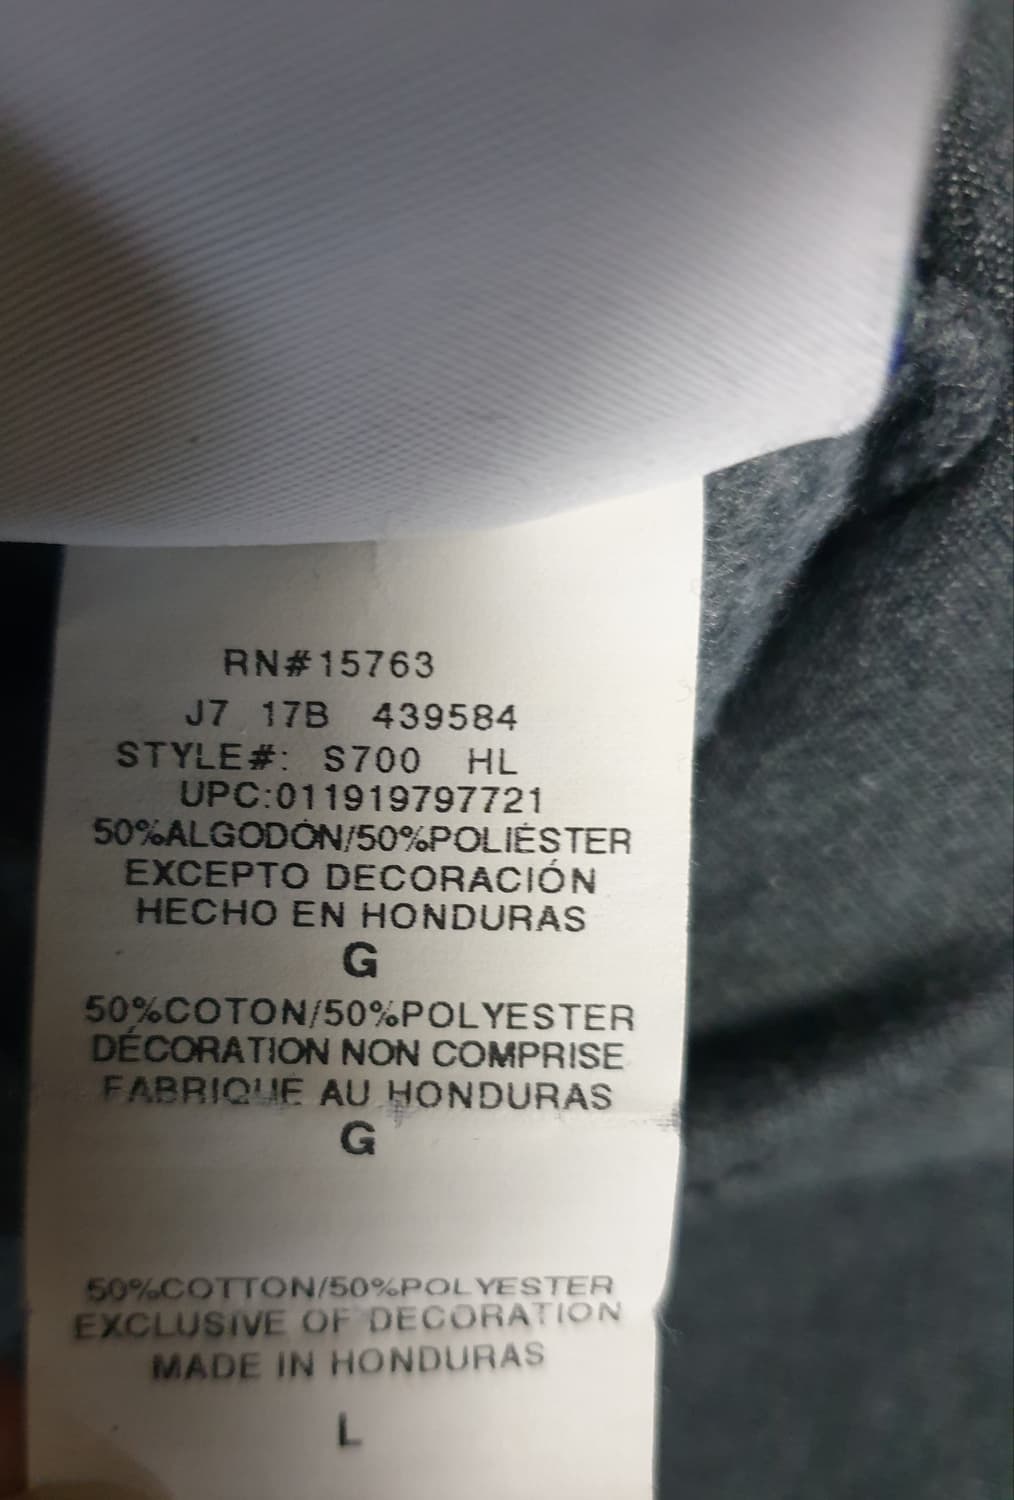 RN#15763
J7 17B 439584
STYLE#: S700 HL
UPC:011919797721
50%ALGODÓN/50%POLIÉSTER
EXCEPTO DECORACIÓN
HECHO EN HONDURAS
G
50%COTON/50%POLYESTER
DÉCORATION NON COMPRISE
FABRIQUÉ AU HONDURAS
G
50%COTTON/50%POLYESTER
EXCLUSIVE OF DECORATION
MADE IN HONDURAS
L